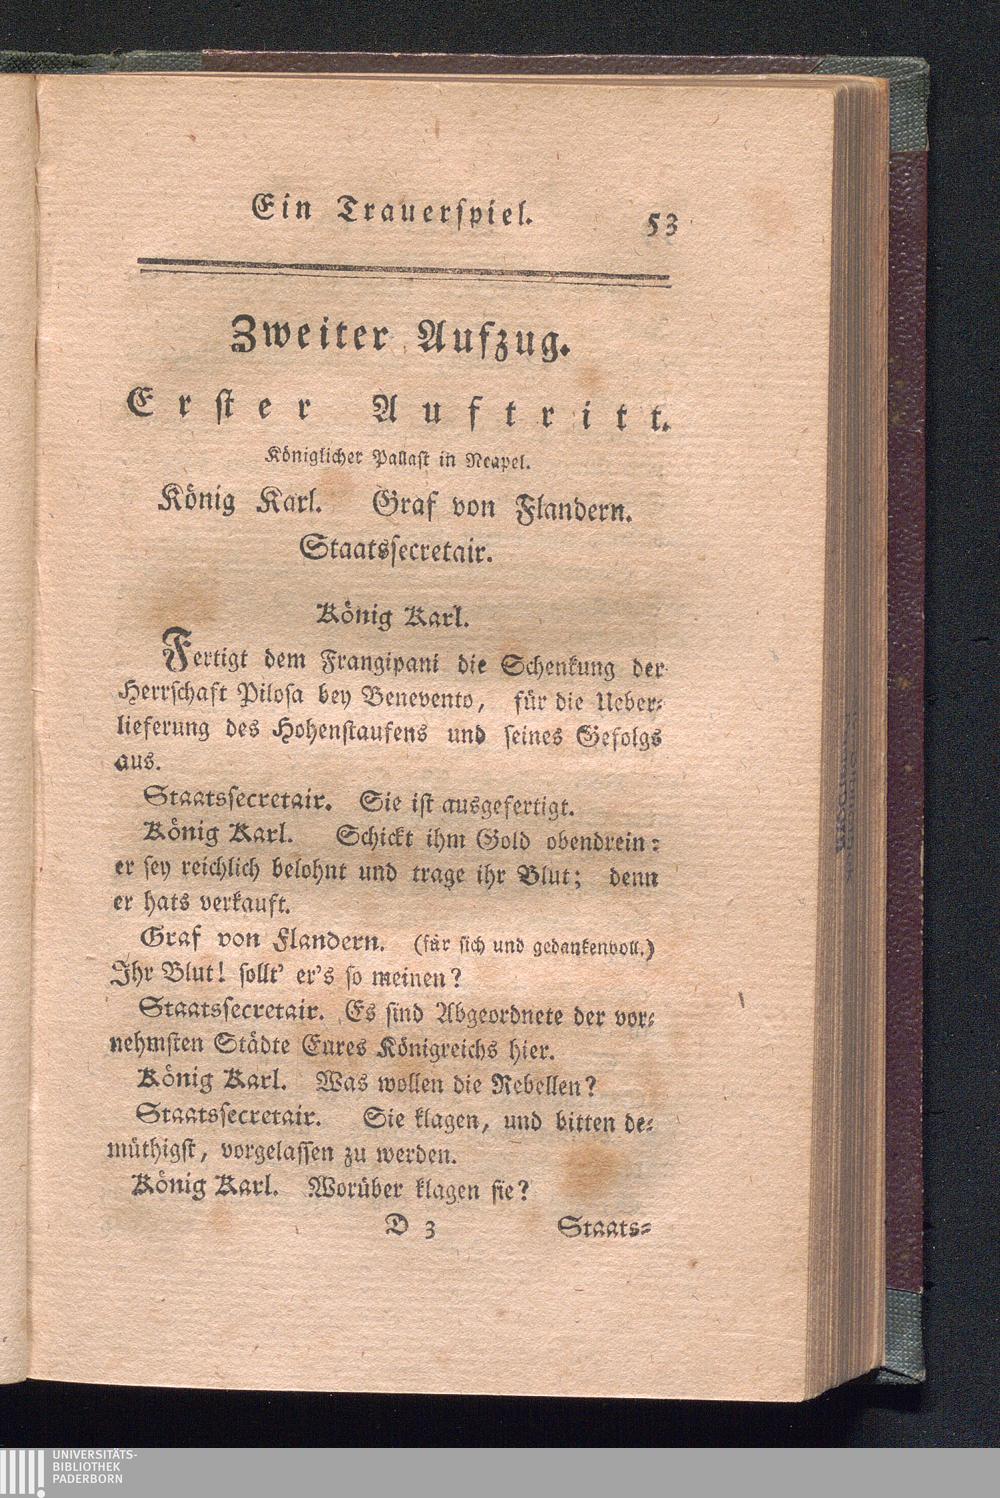 Ein Trauerspiel. 53
Zweiter Aufzug.
Erster Auftritt.
Königlicher Pallast in Neapel.
König Karl. Graf von Flandern.
Staatssecretair.
König Karl.
Fertigt dem Frangipani die Schenkung der
Herrschaft Pilosa bey Benevento, für die Ueber-
lieferung des Hohenstaufens und seines Gefolgs
aus.
Staatssecretair. Sie ist ausgefertigt.
König Karl. Schickt ihm Gold obendrein:
er sey reichlich belohnt und trage ihr Blut; denn
er hats verkauft.
Graf von Flandern. (für sich und gedankenvoll.)
Ihr Blut! sollt' er's so meinen?
Staatssecretair. Es sind Abgeordnete der vor-
nehmsten Städte Eures Königreichs hier.
König Karl. Was wollen die Rebellen?
Staatssecretair. Sie klagen, und bitten de-
müthigst, vorgelassen zu werden.
König Karl. Worüber klagen sie?
D 3 Staats-
UNIVERSITÄTS-
BIBLIOTHEK
PADERBORN